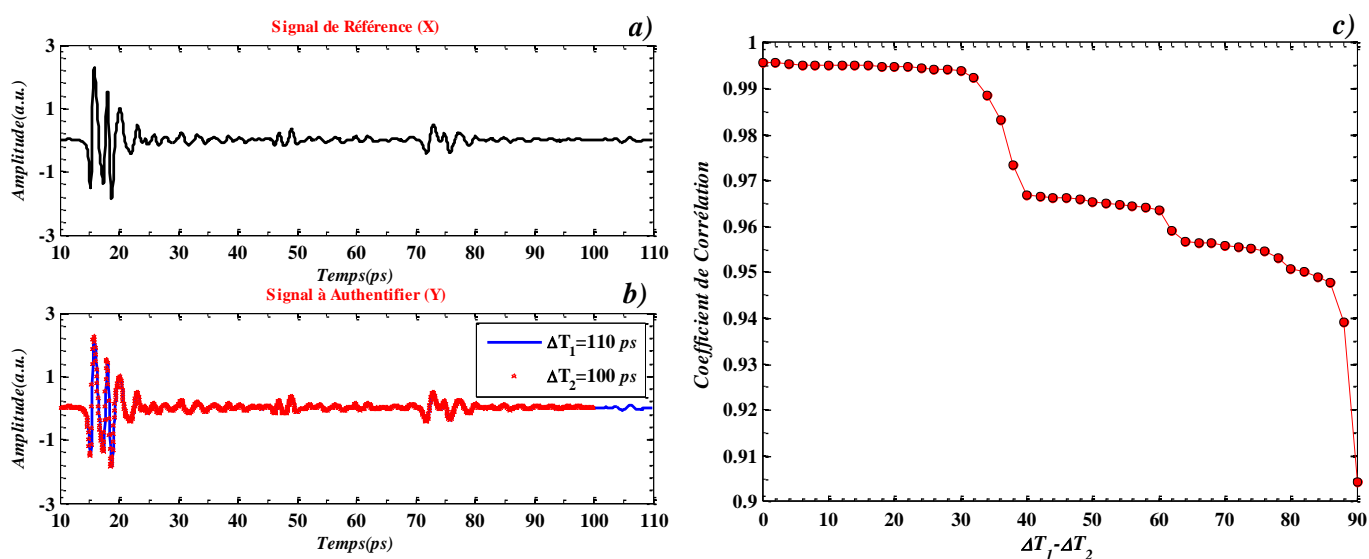 Signal de Référence (X)
a)
3
1
-1
-3
Amplitude(a.u.)
10 20 30 40 50 60 70 80 90 100 110
Temps(ps)
Signal à Authentifier (Y)
b)
3
1
-1
-3
Amplitude(a.u.)
ΔT1=110 ps
ΔT2=100 ps
10 20 30 40 50 60 70 80 90 100 110
Temps(ps)
c)
1
0.99
0.98
0.97
0.96
0.95
0.94
0.93
0.92
0.91
0.9
Coefficient de Corrélation
0 10 20 30 40 50 60 70 80 90
ΔT1-ΔT2